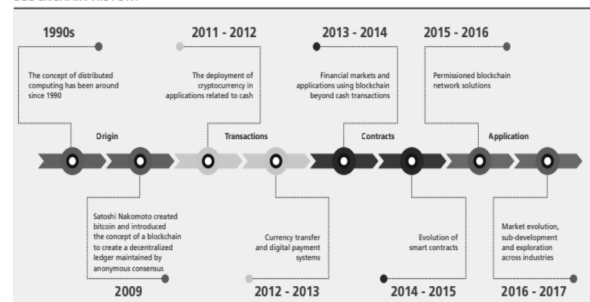 1990s
The concept of distributed
computing has been around
since 1990
2011 - 2012
The deployment of
cryptocurrency in
applications related to cash
2013 - 2014
Financial markets and
applications using blockchain
beyond cash transactions
2015 - 2016
Permissioned blockchain
network solutions
Origin
Transactions
Contracts
Application
Satoshi Nakomoto created
bitcoin and introduced
the concept of a blockchain
to create a decentralized
ledger maintained by
anonymous consensus
2009
Currency transfer
and digital payment
systems
2012 - 2013
Evolution of
smart contracts
2014 - 2015
Market evolution,
sub-development
and exploration
across industries
2016 - 2017